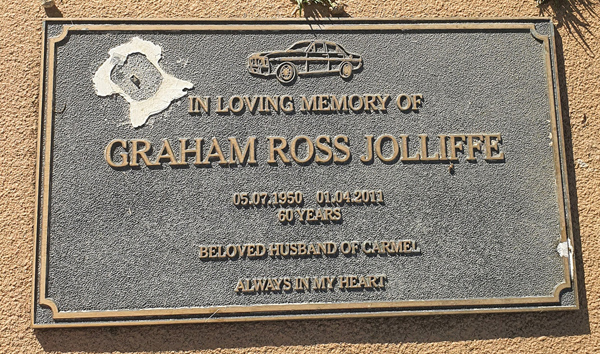 IN LOVING MEMORY OF
GRAHAM ROSS JOLLIFFE
05.07.1950 01.04.2011
60 YEARS
BELOVED HUSBAND OF CARMEL
ALWAYS IN MY HEART